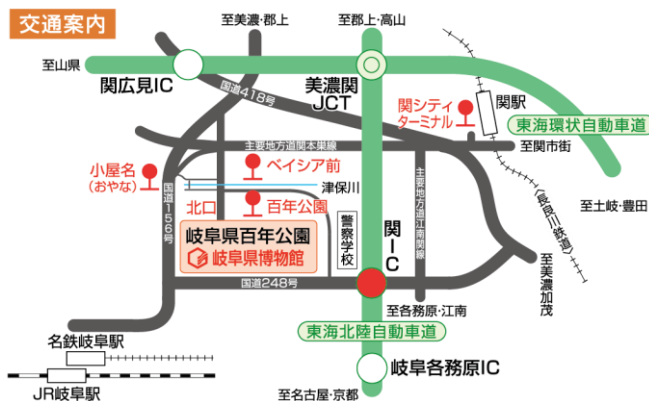 交通案内
至美濃・郡上
至郡上・高山
至山県
関広見IC
美濃関
JCT
国道418号
関シティ
ターミナル
関駅
東海環状自動車道
主要地方道関本巣線
至関市街
小屋名
(おやな)
ベイシア前
津保川
国道156号
北口
百年公園
警察学校
主要地方道江南関線
至土岐・豊田
《長良川鉄道》
岐阜県百年公園
岐阜県博物館
関IC
国道248号
至美濃加茂
至各務原・江南
東海北陸自動車道
名鉄岐阜駅
JR岐阜駅
岐阜各務原IC
至名古屋・京都